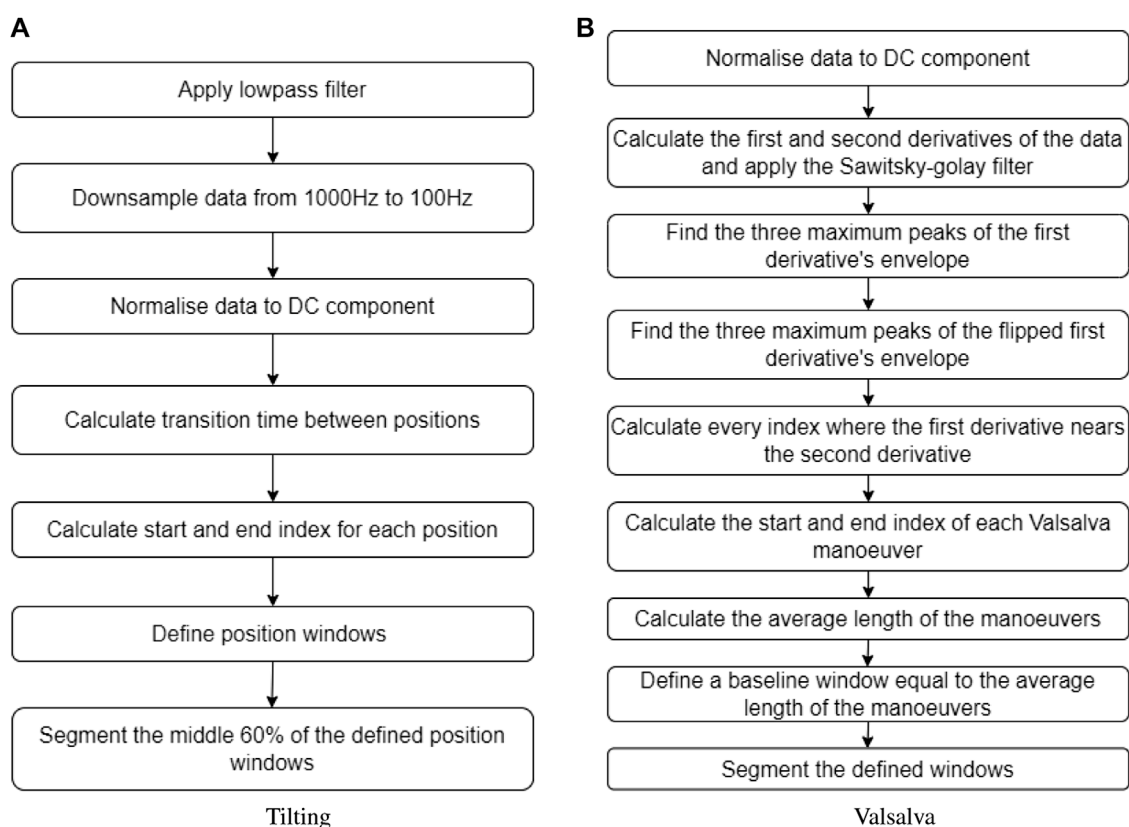 A
Apply lowpass filter
Downsample data from 1000Hz to 100Hz
Normalise data to DC component
Calculate transition time between positions
Calculate start and end index for each position
Define position windows
Segment the middle 60% of the defined position
windows
Tilting
B
Normalise data to DC component
Calculate the first and second derivatives of the data
and apply the Sawitsky-golay filter
Find the three maximum peaks of the first
derivative's envelope
Find the three maximum peaks of the flipped first
derivative's envelope
Calculate every index where the first derivative nears
the second derivative
Calculate the start and end index of each Valsalva
manoeuver
Calculate the average length of the manoeuvers
Define a baseline window equal to the average
length of the manoeuvers
Segment the defined windows
Valsalva